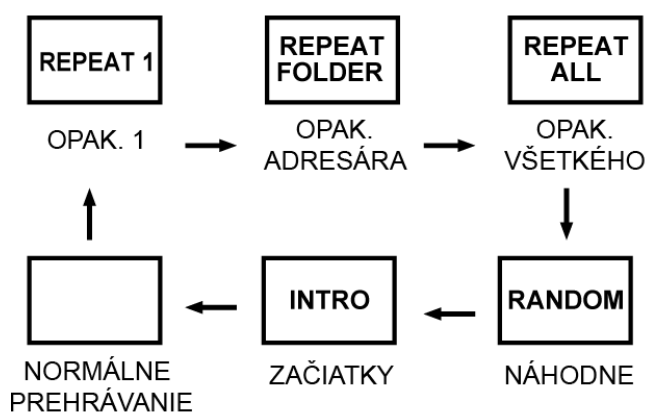 REPEAT 1
OPAK. 1
REPEAT
FOLDER
OPAK.
ADRESÁRA
REPEAT
ALL
OPAK.
VŠETKÉHO
RANDOM
NÁHODNE
INTRO
ZAČIATKY
NORMÁLNE
PREHRÁVANIE